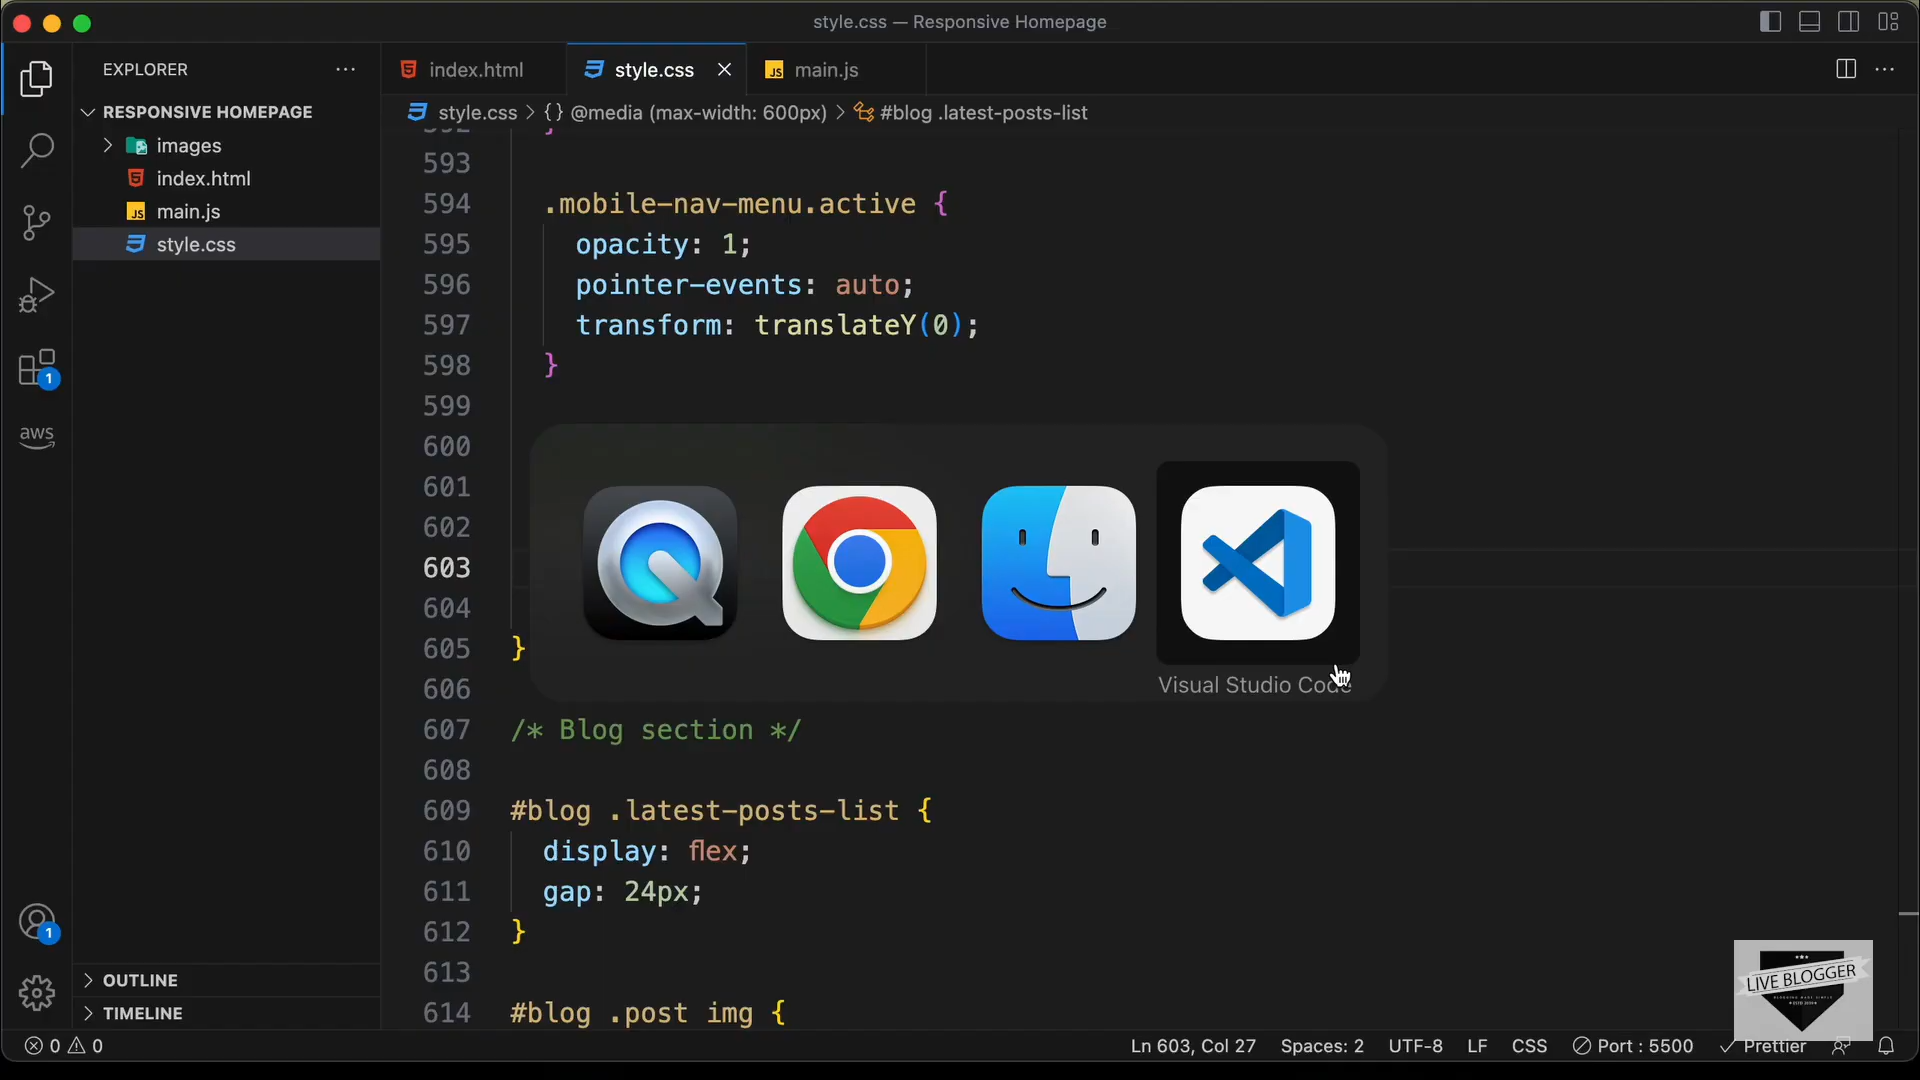 style.css — Responsive Homepage
EXPLORER
index.html
style.css
JS main.js
RESPONSIVE HOMEPAGE
style.css > {} @media (max-width: 600px) > #blog .latest-posts-list
images
index.html
JS main.js
style.css
593
594 .mobile-nav-menu.active {
595 opacity: 1;
596 pointer-events: auto;
597 transform: translateY(0);
598 }
599
600
601
602
603
604
605 }
606
607 /* Blog section */
608
609 #blog .latest-posts-list {
610 display: flex;
611 gap: 24px;
612 }
613
614 #blog .post img {
Visual Studio Code
1
aws
1
OUTLINE
TIMELINE
LIVE BLOGGER
0 0
Ln 603, Col 27
Spaces: 2
UTF-8
LF
CSS
Port : 5500
Prettier